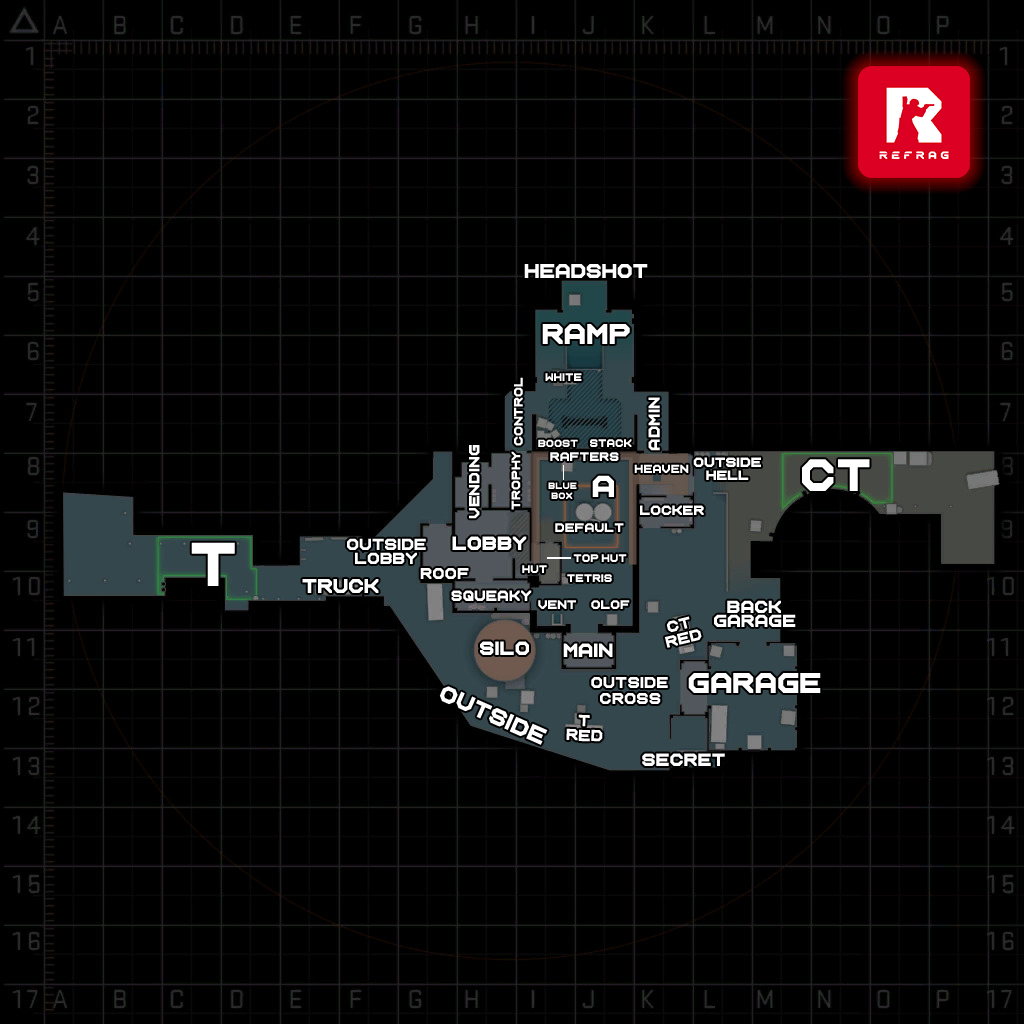 A B C D E F G H I J K L M N O P
1 1
2 2
REFRAG
3 3
4 4
HEADSHOT
5 5
RAMP
6 6
WHITE
CONTROL
7 7
ADMIN
BOOST STACK
RAFTERS
VENDING
TROPHY
8 8
HEAVEN
OUTSIDE
HELL
CT
BLUE
BOX
A
LOCKER
DEFAULT
9 9
LOBBY
OUTSIDE
LOBBY
T
TOP HUT
HUT
ROOF
TETRIS
10 10
TRUCK
SQUEAKY
VENT OLOF
BACK
GARAGE
CT
RED
11 11
SILO
MAIN
OUTSIDE
CROSS
GARAGE
12 12
OUTSIDE
T
RED
SECRET
13 13
14 14
15 15
16 16
17 A B C D E F G H I J K L M N O P 17